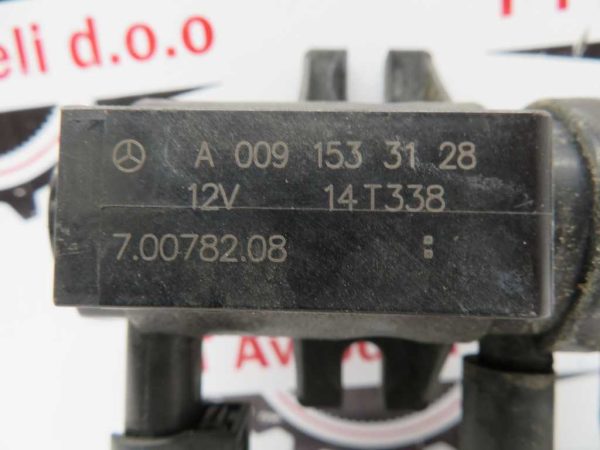 eli d.o.o
A 009 153 31 28
12V 14T338
7.00782.08